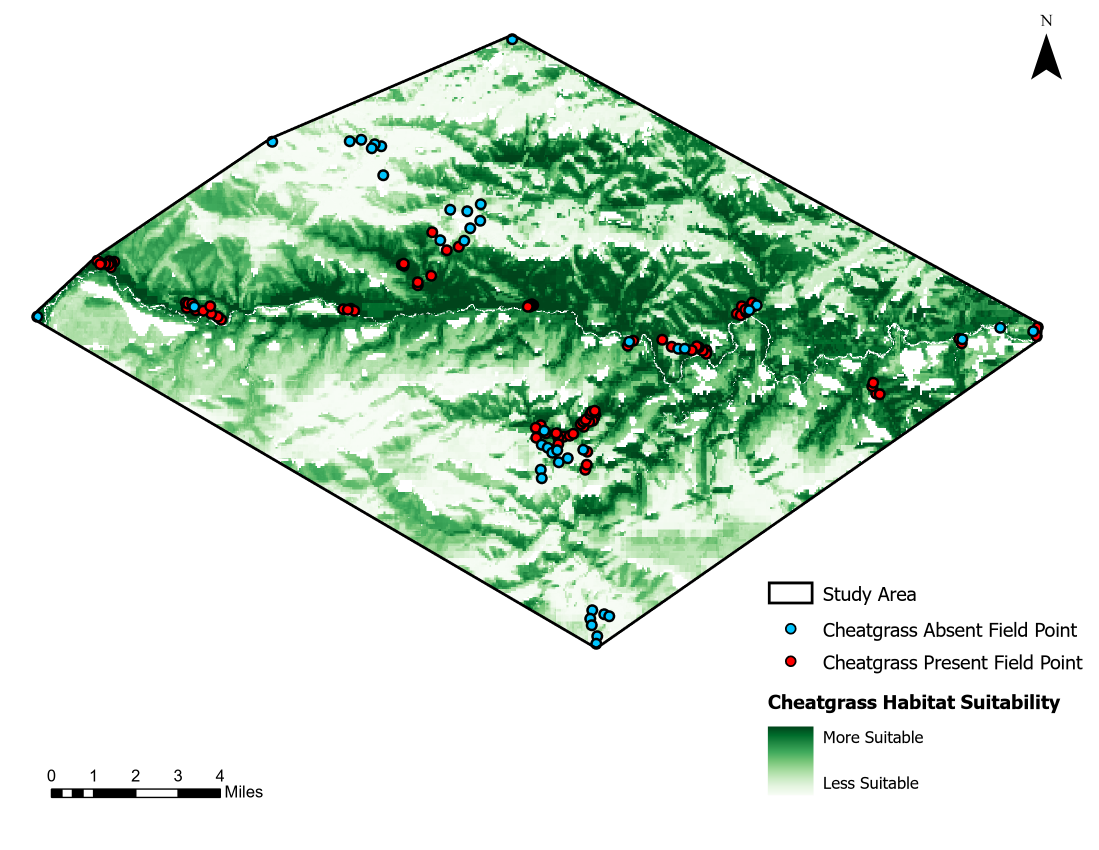 N
Study Area
Cheatgrass Absent Field Point
Cheatgrass Present Field Point
Cheatgrass Habitat Suitability
More Suitable
Less Suitable
0 1 2 3 4
Miles